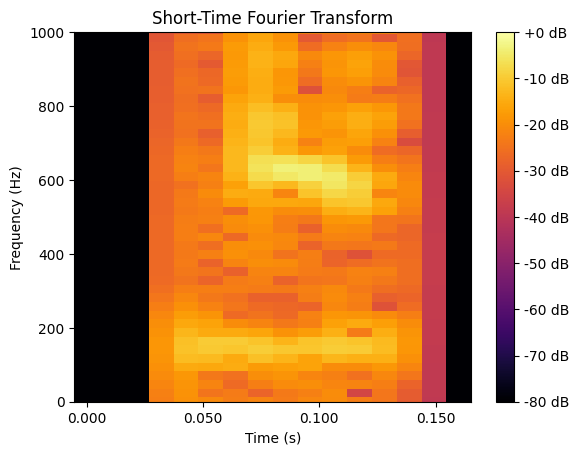 Short-Time Fourier Transform
1000
800
600
400
200
0
Frequency (Hz)
0.000
0.050
0.100
0.150
Time (s)
+0 dB
-10 dB
-20 dB
-30 dB
-40 dB
-50 dB
-60 dB
-70 dB
-80 dB